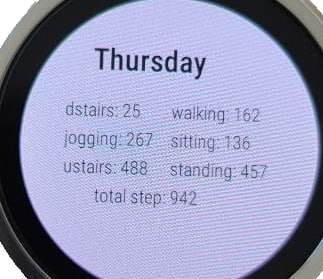 Thursday
dstairs: 25 walking: 162
jogging: 267 sitting: 136
ustairs: 488 standing: 457
total step: 942